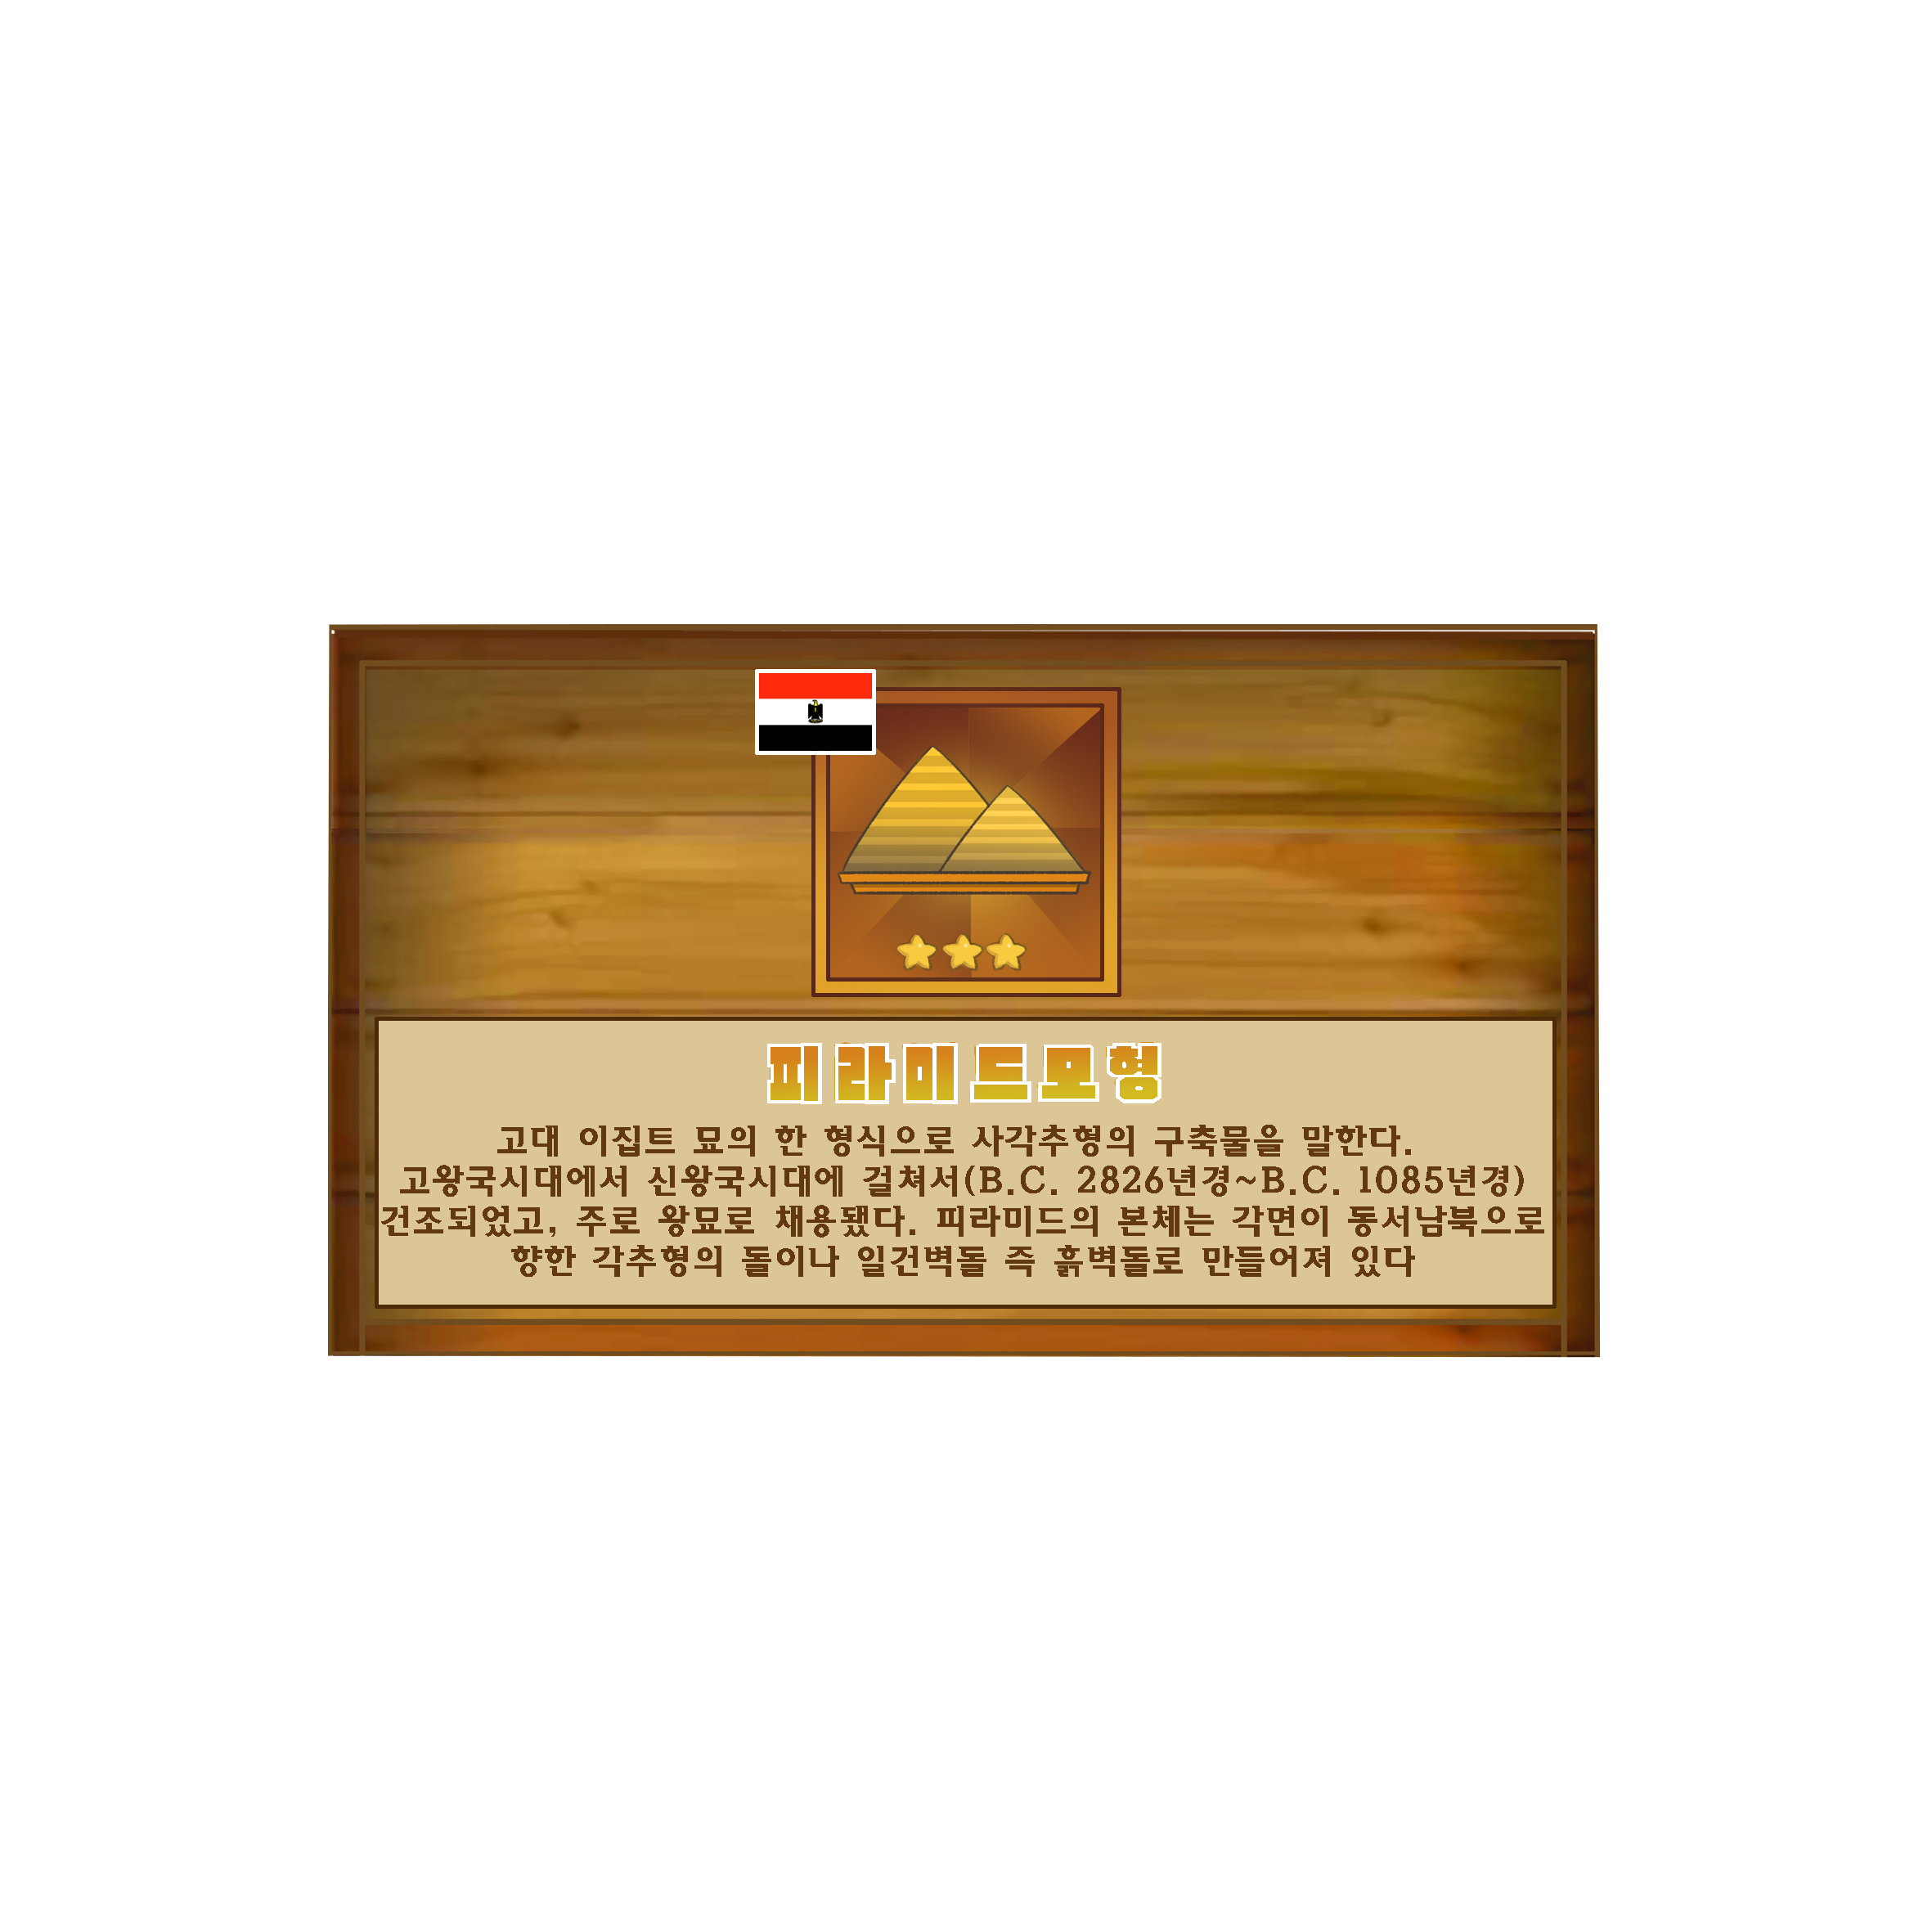 피라미드모형
고대 이집트 묘의 한 형식으로 사각추형의 구축물을 말한다.
고왕국시대에서 신왕국시대에 걸쳐서(B.C. 2826년경~B.C. 1085년경)
건조되었고, 주로 왕묘로 채용됐다. 피라미드의 본체는 각면이 동서남북으로
향한 각추형의 돌이나 일건벽돌 즉 흙벽돌로 만들어져 있다